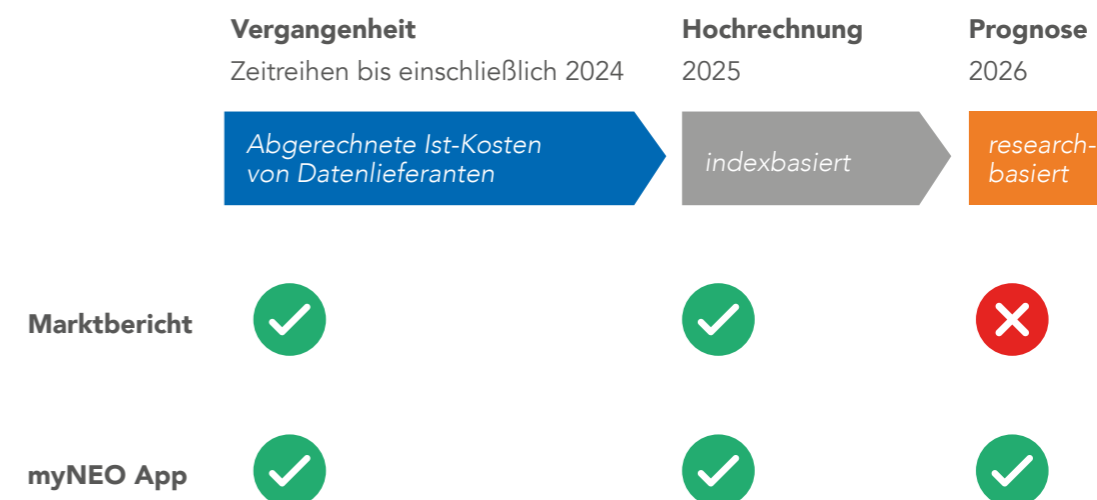 Vergangenheit
Zeitreihen bis einschließlich 2024
Hochrechnung
2025
Prognose
2026
Abgerechnete Ist-Kosten
von Datenlieferanten
indexbasiert
research-
basiert
Marktbericht
myNEO App